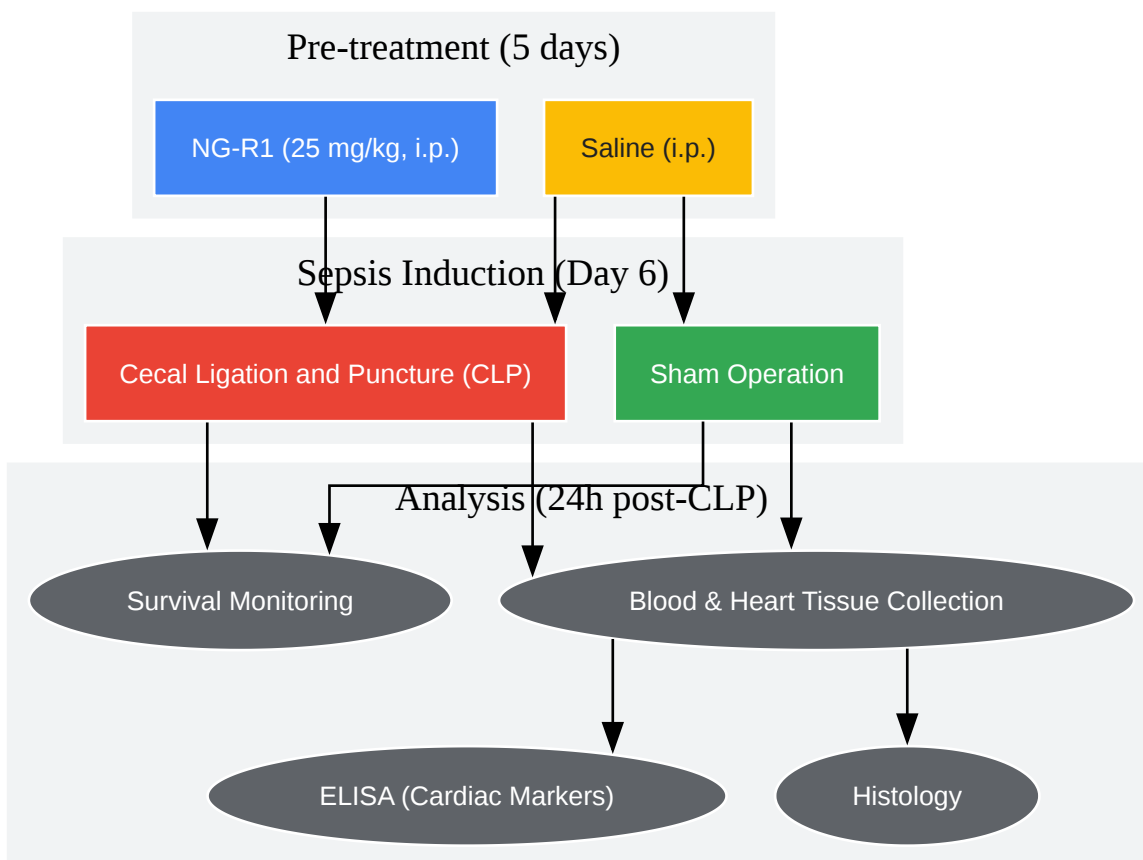 Pre-treatment (5 days)
NG-R1 (25 mg/kg, i.p.)
Saline (i.p.)
Sepsis Induction (Day 6)
Cecal Ligation and Puncture (CLP)
Sham Operation
Analysis (24h post-CLP)
Survival Monitoring
Blood & Heart Tissue Collection
ELISA (Cardiac Markers)
Histology